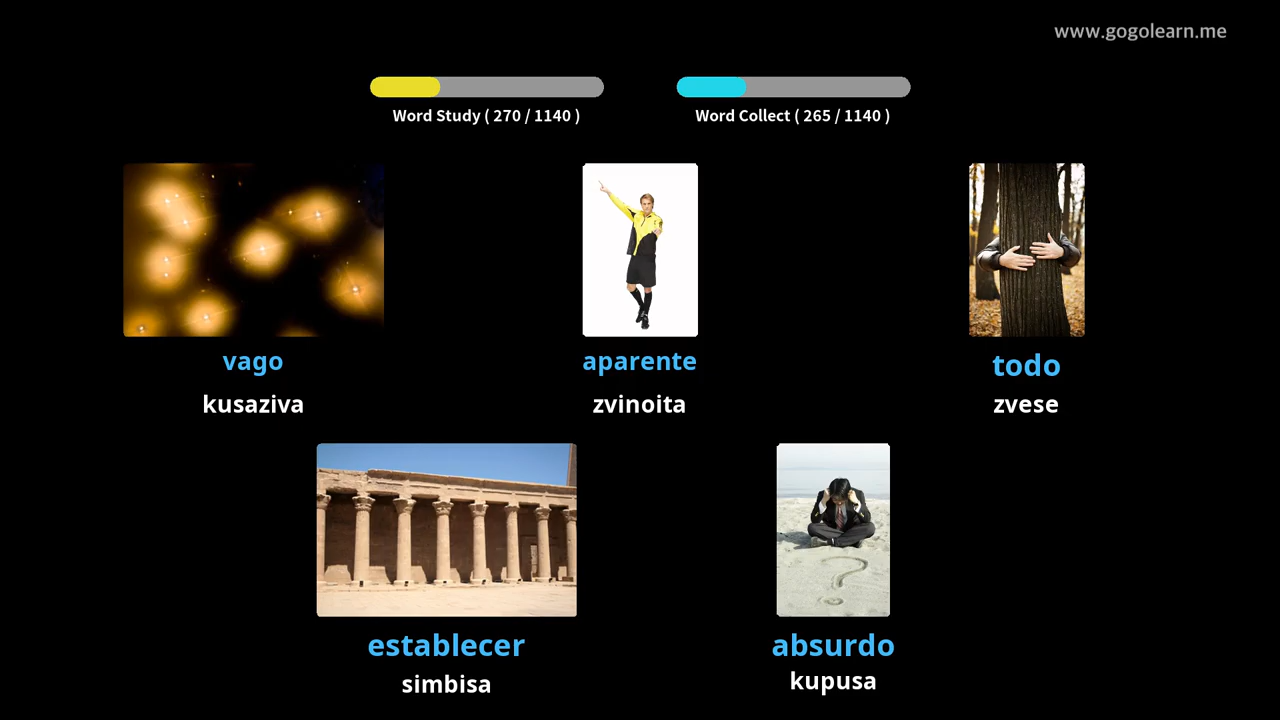 www.gogolearn.me
Word Study ( 270 / 1140 )
Word Collect ( 265 / 1140 )
vago
kusaziva
aparente
zvinoita
todo
zvese
establecer
simbisa
absurdo
kupusa